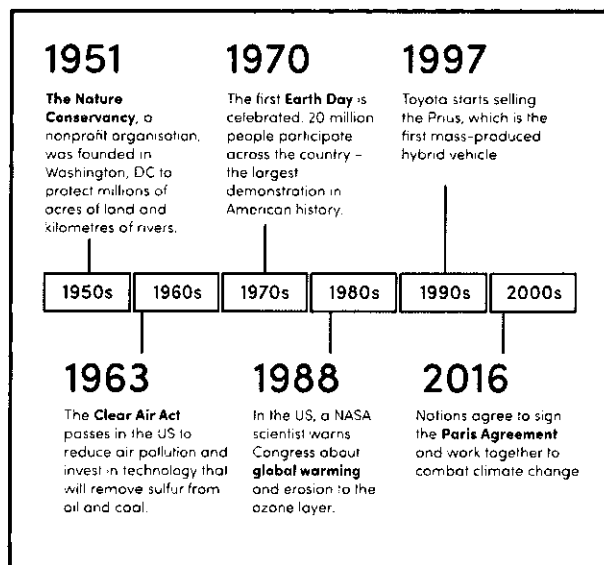 1951
The Nature
Conservancy, a
nonprofit organisation,
was founded in
Washington, DC to
protect millions of
acres of land and
kilometres of rivers.
1970
The first Earth Day is
celebrated. 20 million
people participate
across the country –
the largest
demonstration in
American history.
1997
Toyota starts selling
the Prius, which is the
first mass-produced
hybrid vehicle
1950s
1960s
1970s
1980s
1990s
2000s
1963
The Clear Air Act
passes in the US to
reduce air pollution and
invest in technology that
will remove sulfur from
oil and coal.
1988
In the US, a NASA
scientist warns
Congress about
global warming
and erosion to the
ozone layer.
2016
Nations agree to sign
the Paris Agreement
and work together to
combat climate change